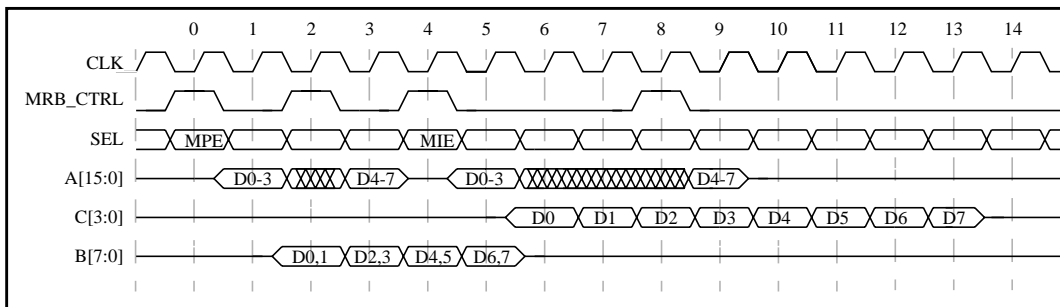 0 1 2 3 4 5 6 7 8 9 10 11 12 13 14
CLK
MRB_CTRL
SEL MPE MIE
A[15:0] D0-3 D4-7 D0-3 D4-7
C[3:0] D0 D1 D2 D3 D4 D5 D6 D7
B[7:0] D0,1 D2,3 D4,5 D6,7